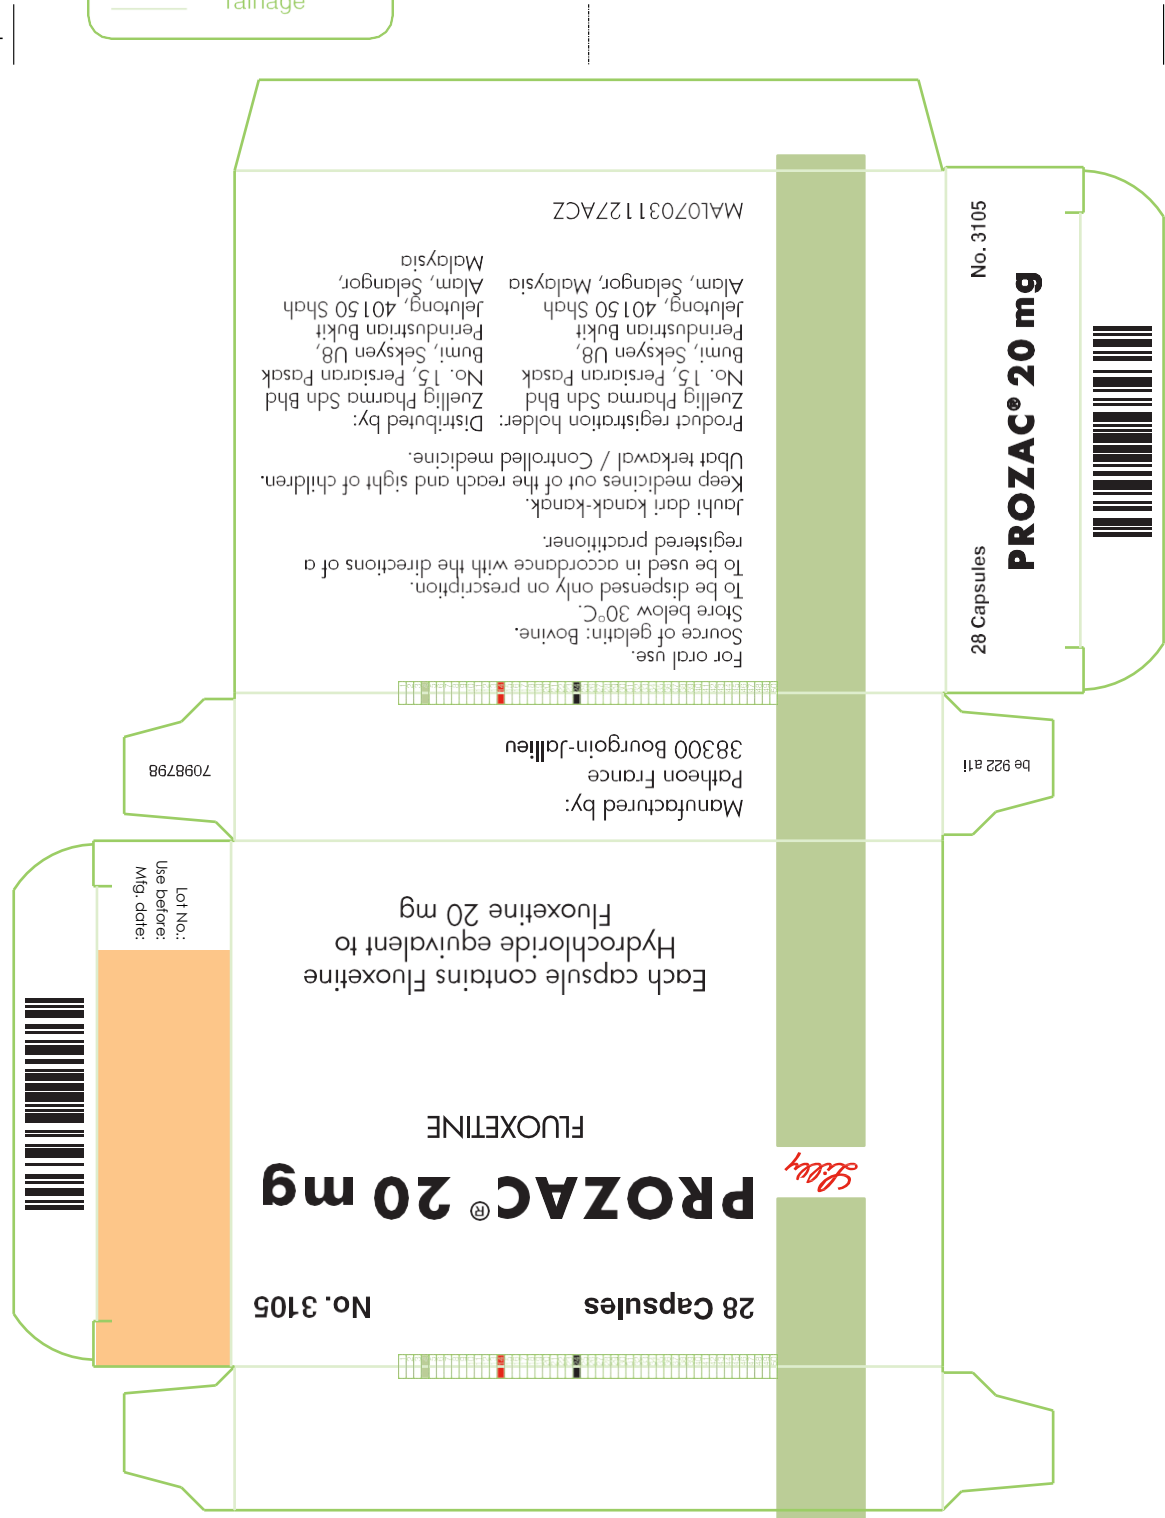 rainage
28 Capsules
No. 3105
PROZAC® 20 mg
FLUOXETINE
Lilly
Each capsule contains Fluoxetine
Hydrochloride equivalent to
Fluoxetine 20 mg
Manufactured by:
Patheon France
38300 Bourgoin-Jallieu
For oral use.
Source of gelatin: Bovine.
Store below 30°C.
To be dispensed only on prescription.
To be used in accordance with the directions of a
registered practitioner.
Jauhi dari kanak-kanak.
Keep medicines out of the reach and sight of children.
Ubat terkawal / Controlled medicine.
Product registration holder:
Zuellig Pharma Sdn Bhd
No. 15, Persiaran Pasak
Bumi, Seksyen U8,
Perindustrian Bukit
Jelutong, 40150 Shah
Alam, Selangor, Malaysia
Distributed by:
Zuellig Pharma Sdn Bhd
No. 15, Persiaran Pasak
Bumi, Seksyen U8,
Perindustrian Bukit
Jelutong, 40150 Shah
Alam, Selangor,
Malaysia
MAL07031127ACZ
28 Capsules
No. 3105
PROZAC® 20 mg
be 922 a1i
7098798
Lot No.:
Use before:
Mfg. date: